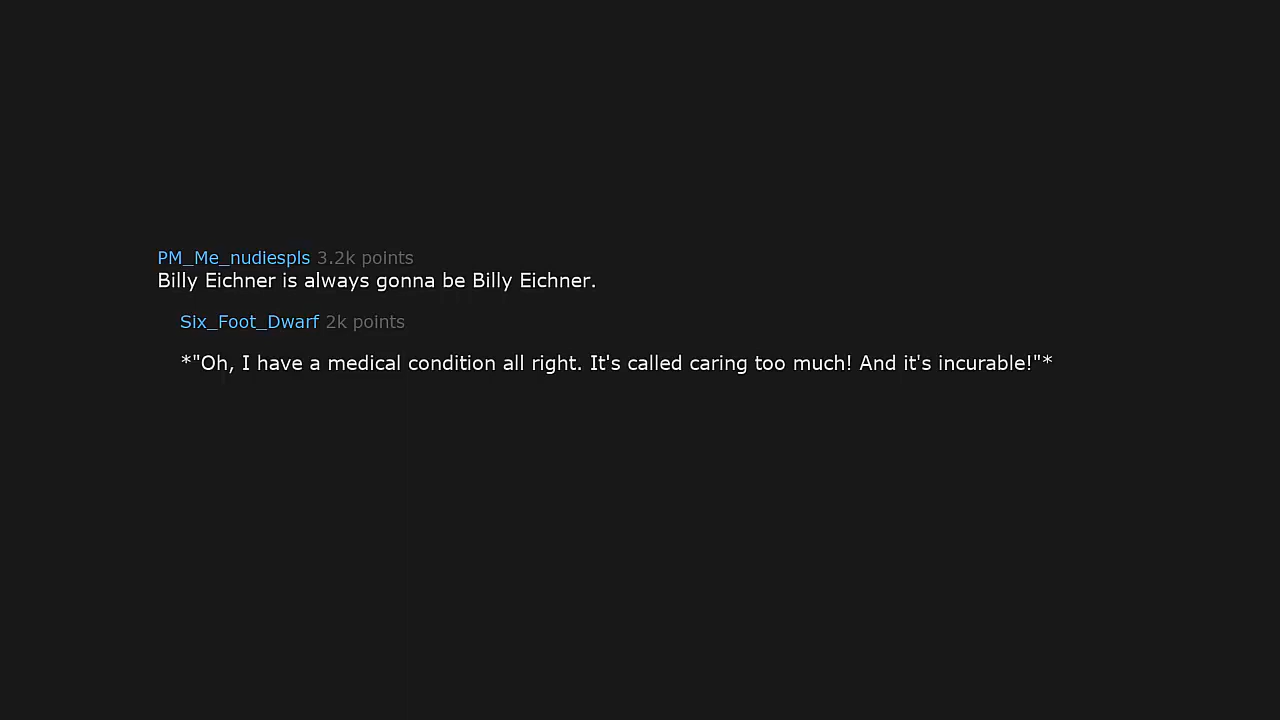 PM_Me_nudiespls 3.2k points
Billy Eichner is always gonna be Billy Eichner.
Six_Foot_Dwarf 2k points
*"Oh, I have a medical condition all right. It's called caring too much! And it's incurable!"*